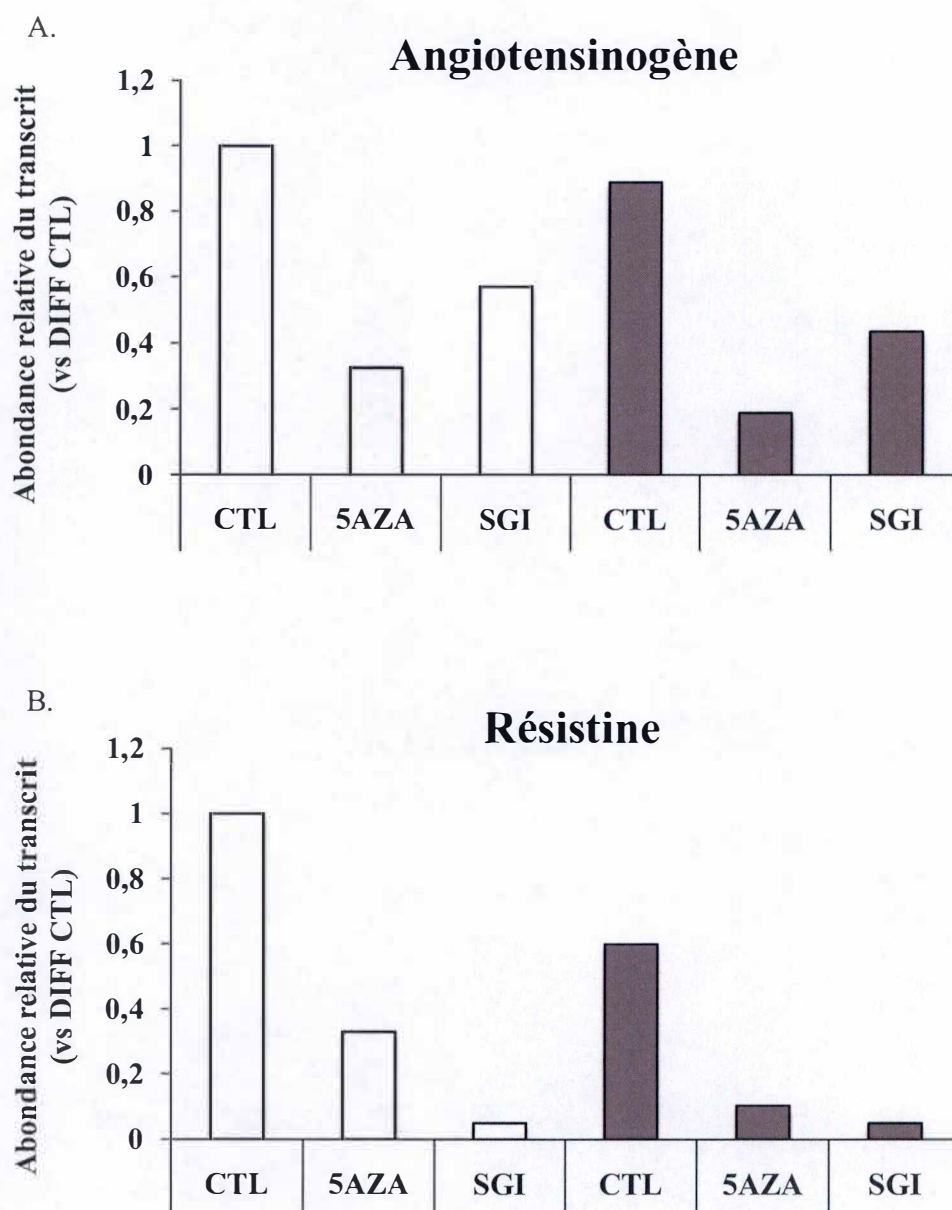 A.
Angiotensinogène
Abondance relative du transcrit
(vs DIFF CTL)
1,2
1
0,8
0,6
0,4
0,2
0
CTL 5AZA SGI CTL 5AZA SGI
B.
Résistine
Abondance relative du transcrit
(vs DIFF CTL)
1,2
1
0,8
0,6
0,4
0,2
0
CTL 5AZA SGI CTL 5AZA SGI